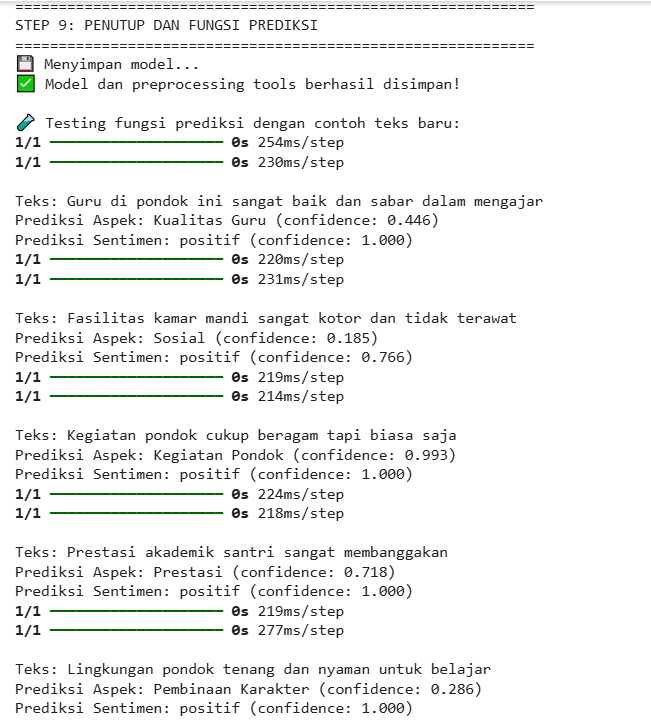 ============================================================
STEP 9: PENUTUP DAN FUNGSI PREDIKSI
============================================================
💾 Menyimpan model...
✅ Model dan preprocessing tools berhasil disimpan!
🧪 Testing fungsi prediksi dengan contoh teks baru:
1/1 ━━━━━━━━━━━━━━━━━━━━ 0s 254ms/step
1/1 ━━━━━━━━━━━━━━━━━━━━ 0s 230ms/step
Teks: Guru di pondok ini sangat baik dan sabar dalam mengajar
Prediksi Aspek: Kualitas Guru (confidence: 0.446)
Prediksi Sentimen: positif (confidence: 1.000)
1/1 ━━━━━━━━━━━━━━━━━━━━ 0s 220ms/step
1/1 ━━━━━━━━━━━━━━━━━━━━ 0s 231ms/step
Teks: Fasilitas kamar mandi sangat kotor dan tidak terawat
Prediksi Aspek: Sosial (confidence: 0.185)
Prediksi Sentimen: positif (confidence: 0.766)
1/1 ━━━━━━━━━━━━━━━━━━━━ 0s 219ms/step
1/1 ━━━━━━━━━━━━━━━━━━━━ 0s 214ms/step
Teks: Kegiatan pondok cukup beragam tapi biasa saja
Prediksi Aspek: Kegiatan Pondok (confidence: 0.993)
Prediksi Sentimen: positif (confidence: 1.000)
1/1 ━━━━━━━━━━━━━━━━━━━━ 0s 224ms/step
1/1 ━━━━━━━━━━━━━━━━━━━━ 0s 218ms/step
Teks: Prestasi akademik santri sangat membanggakan
Prediksi Aspek: Prestasi (confidence: 0.718)
Prediksi Sentimen: positif (confidence: 1.000)
1/1 ━━━━━━━━━━━━━━━━━━━━ 0s 219ms/step
1/1 ━━━━━━━━━━━━━━━━━━━━ 0s 277ms/step
Teks: Lingkungan pondok tenang dan nyaman untuk belajar
Prediksi Aspek: Pembinaan Karakter (confidence: 0.286)
Prediksi Sentimen: positif (confidence: 1.000)